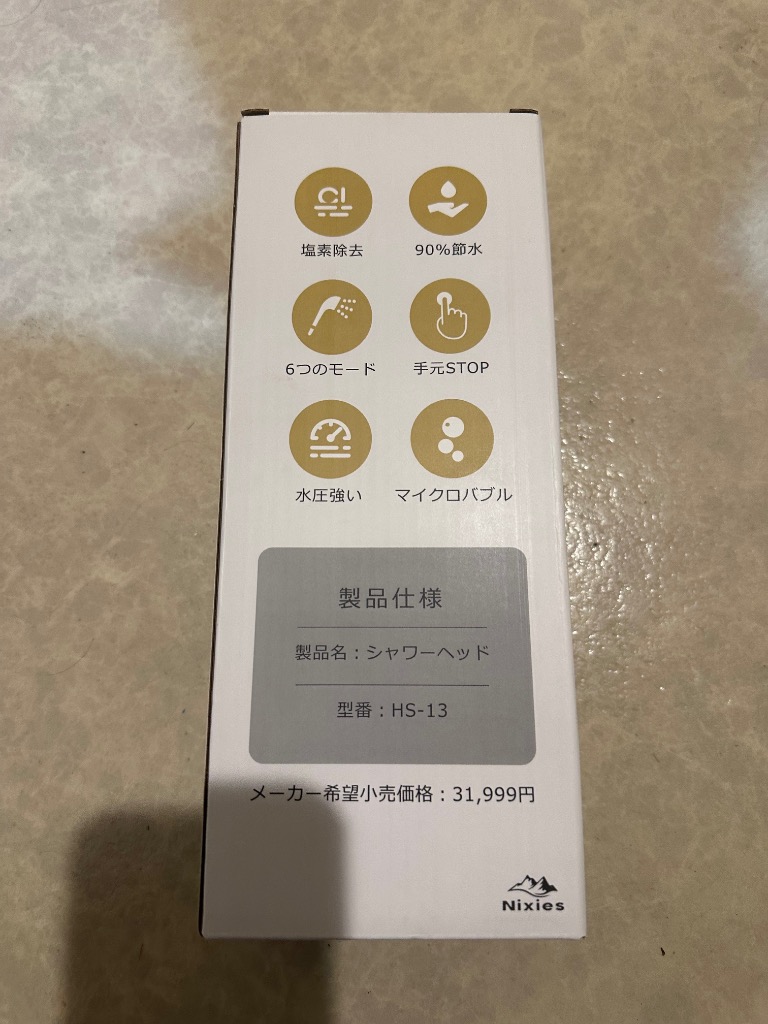 塩素除去
90%節水
6つのモード
手元STOP
水圧強い
マイクロバブル
製品仕様
製品名：シャワーヘッド
型番：HS-13
メーカー希望小売価格：31,999円
Nixies